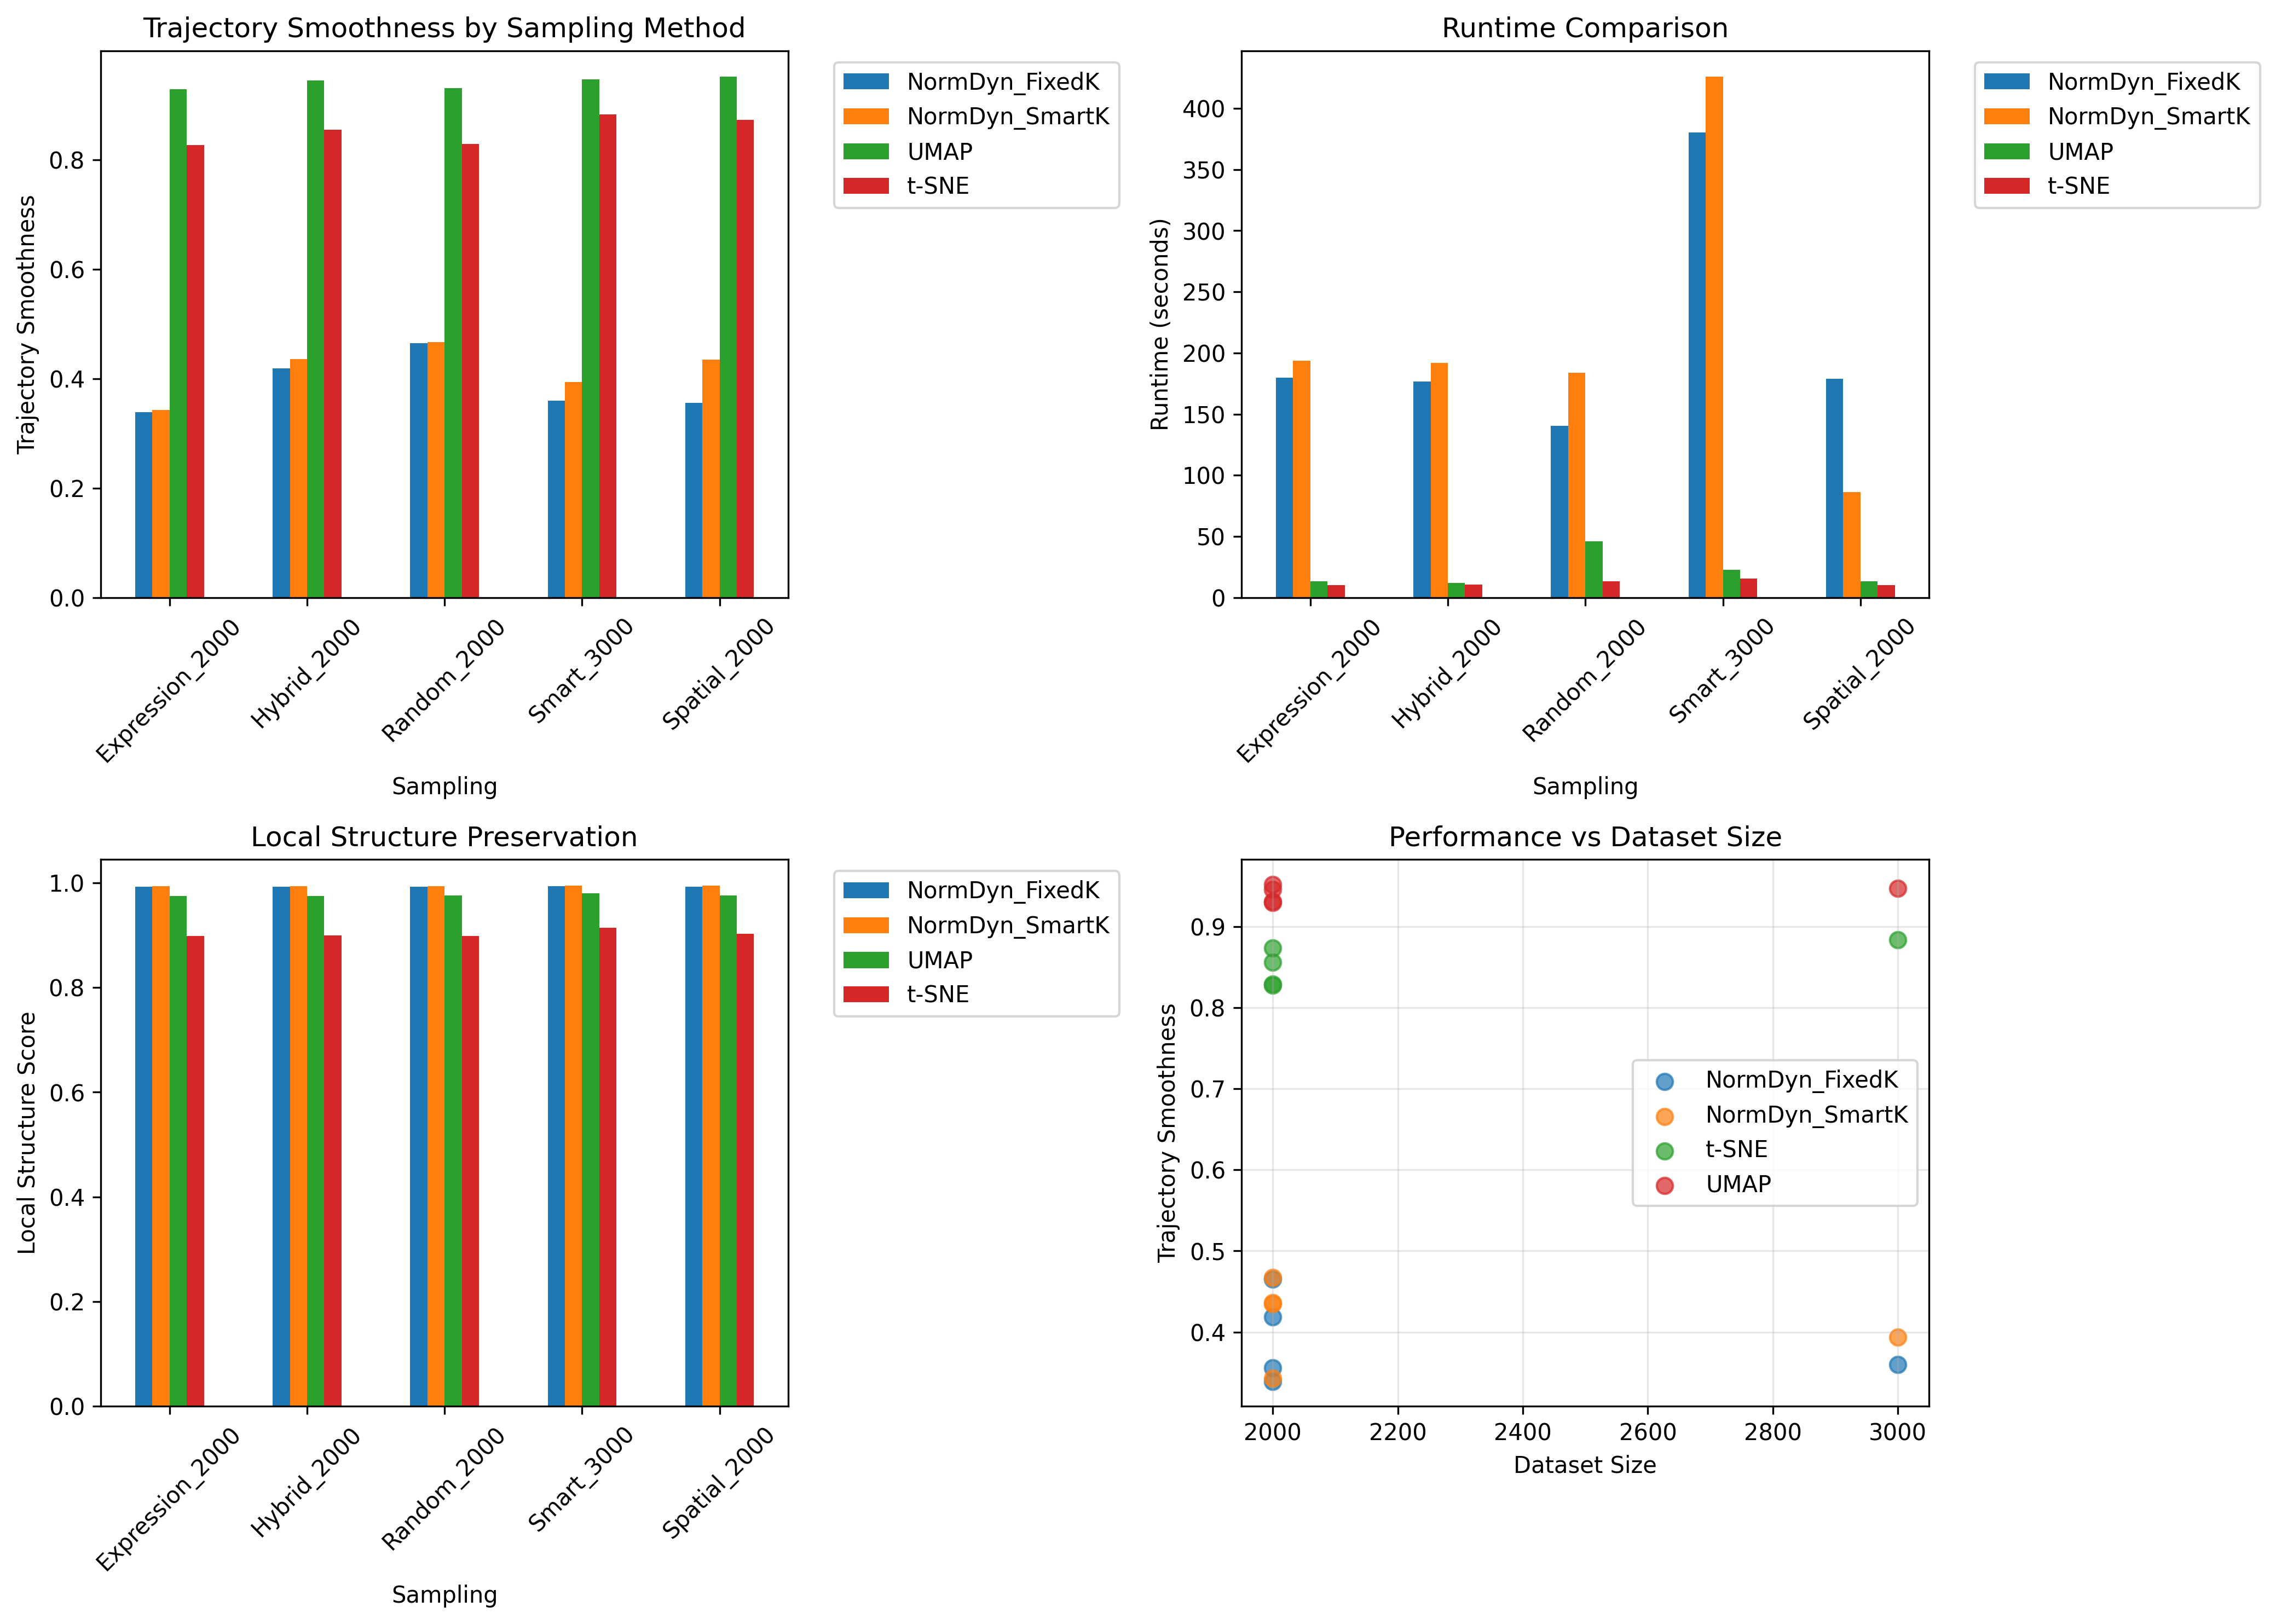 Trajectory Smoothness by Sampling Method
Trajectory Smoothness
0.8
0.6
0.4
0.2
0.0
Expression_2000
Hybrid_2000
Random_2000
Smart_3000
Spatial_2000
Sampling
NormDyn_FixedK
NormDyn_SmartK
UMAP
t-SNE
Runtime Comparison
Runtime (seconds)
400
350
300
250
200
150
100
50
0
Expression_2000
Hybrid_2000
Random_2000
Smart_3000
Spatial_2000
Sampling
NormDyn_FixedK
NormDyn_SmartK
UMAP
t-SNE
Local Structure Preservation
Local Structure Score
1.0
0.8
0.6
0.4
0.2
0.0
Expression_2000
Hybrid_2000
Random_2000
Smart_3000
Spatial_2000
Sampling
NormDyn_FixedK
NormDyn_SmartK
UMAP
t-SNE
Performance vs Dataset Size
Trajectory Smoothness
0.9
0.8
0.7
0.6
0.5
0.4
NormDyn_FixedK
NormDyn_SmartK
t-SNE
UMAP
2000 2200 2400 2600 2800 3000
Dataset Size